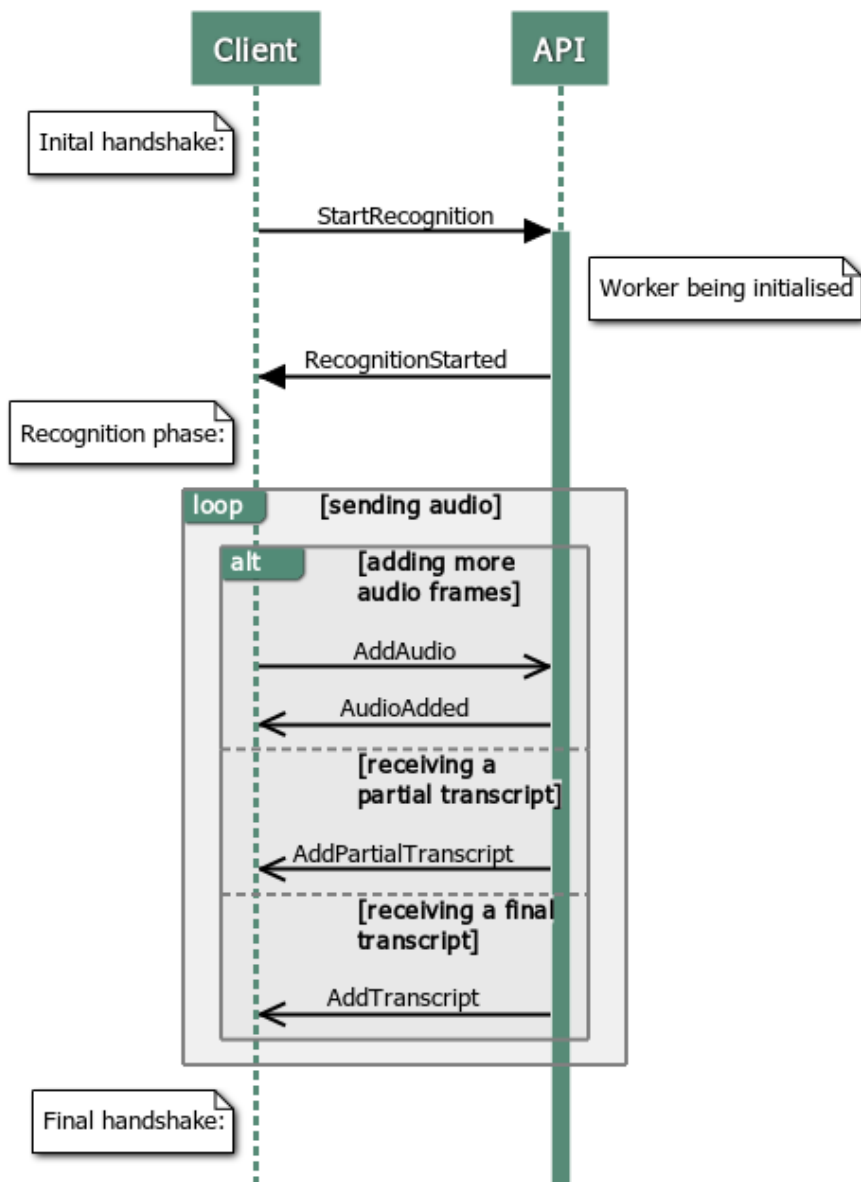 Client
API
Inital handshake:
StartRecognition
Worker being initialised
RecognitionStarted
Recognition phase:
loop
[sending audio]
alt
[adding more
audio frames]
AddAudio
AudioAdded
[receiving a
partial transcript]
AddPartialTranscript
[receiving a final
transcript]
AddTranscript
Final handshake: